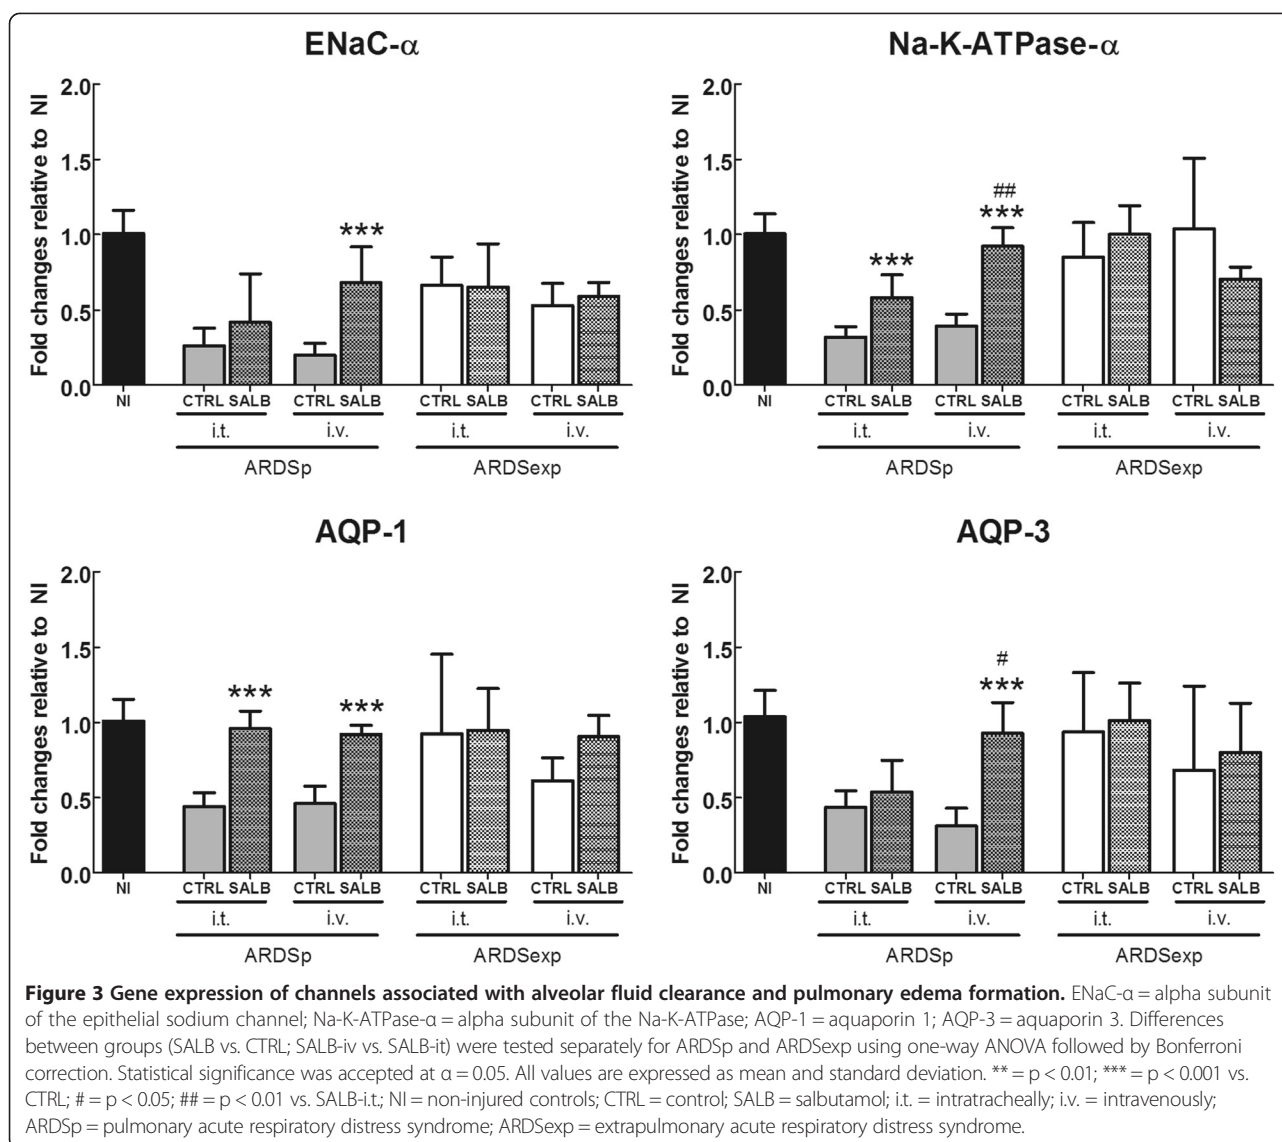 ENaC-α
Fold changes relative to NI
2.0
1.5
1.0
0.5
0.0
***
NI
CTRL SALB CTRL SALB CTRL SALB CTRL SALB
i.t. i.v. i.t. i.v.
ARDSp ARDSexp
Na-K-ATPase-α
Fold changes relative to NI
2.0
1.5
1.0
0.5
0.0
##
***
***
NI
CTRL SALB CTRL SALB CTRL SALB CTRL SALB
i.t. i.v. i.t. i.v.
ARDSp ARDSexp
AQP-1
Fold changes relative to NI
2.0
1.5
1.0
0.5
0.0
*** ***
NI
CTRL SALB CTRL SALB CTRL SALB CTRL SALB
i.t. i.v. i.t. i.v.
ARDSp ARDSexp
AQP-3
Fold changes relative to NI
2.0
1.5
1.0
0.5
0.0
#
***
NI
CTRL SALB CTRL SALB CTRL SALB CTRL SALB
i.t. i.v. i.t. i.v.
ARDSp ARDSexp
Figure 3 Gene expression of channels associated with alveolar fluid clearance and pulmonary edema formation. ENaC-α = alpha subunit
of the epithelial sodium channel; Na-K-ATPase-α = alpha subunit of the Na-K-ATPase; AQP-1 = aquaporin 1; AQP-3 = aquaporin 3. Differences
between groups (SALB vs. CTRL; SALB-iv vs. SALB-it) were tested separately for ARDSp and ARDSexp using one-way ANOVA followed by Bonferroni
correction. Statistical significance was accepted at α = 0.05. All values are expressed as mean and standard deviation. ** = p < 0.01; *** = p < 0.001 vs.
CTRL; # = p < 0.05; ## = p < 0.01 vs. SALB-i.t.; NI = non-injured controls; CTRL = control; SALB = salbutamol; i.t. = intratracheally; i.v. = intravenously;
ARDSp = pulmonary acute respiratory distress syndrome; ARDSexp = extrapulmonary acute respiratory distress syndrome.